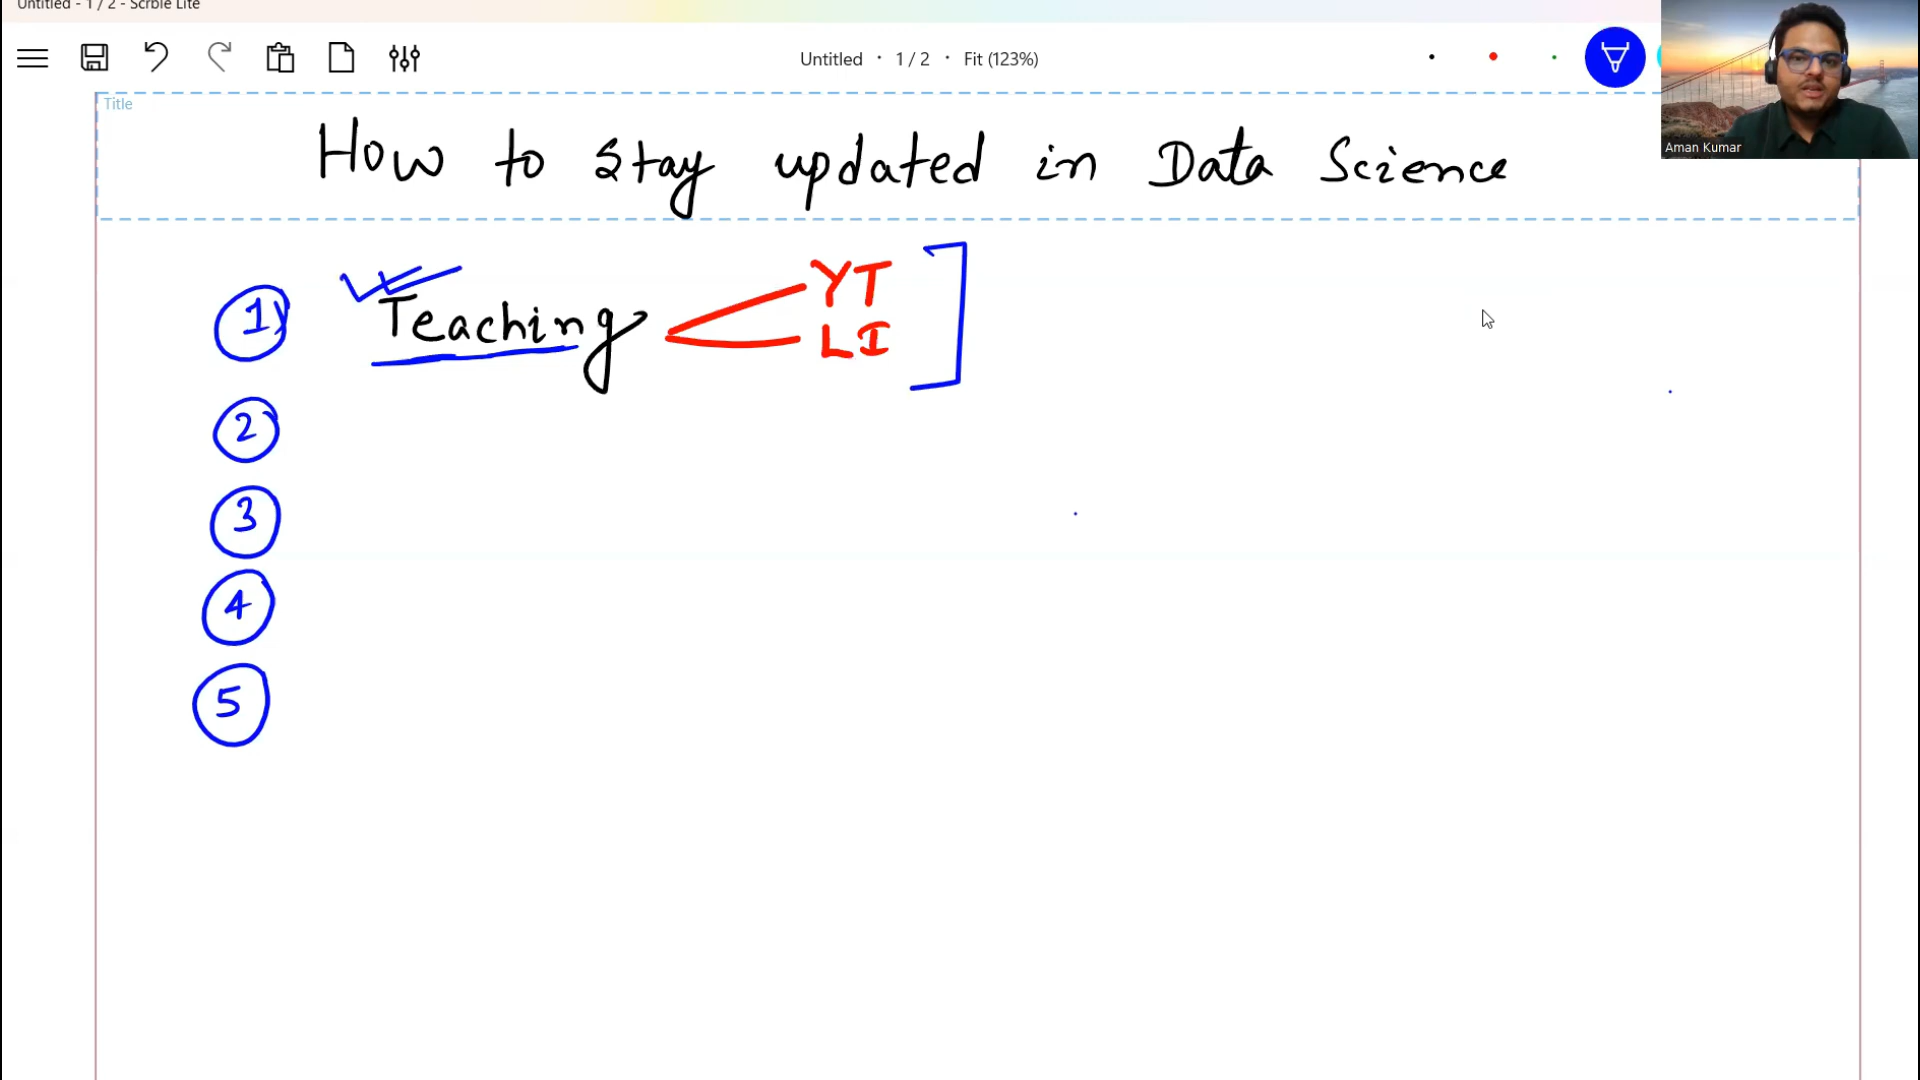 Untitled - 1 / 2 - Scrble Lite
Untitled · 1 / 2 · Fit (123%)
Aman Kumar
Title
How to Stay updated in Data Science
1) Teaching YT
LI
2
3
4
5